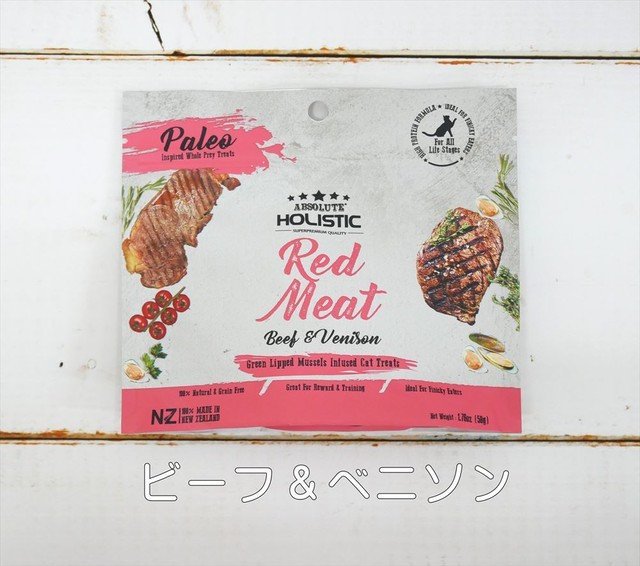 Paleo
Inspired Whole Prey Treats
HIGH PROTEIN FORMULA ★ IDEAL FOR FINICKY EATERS
For All
Life Stages
ABSOLUTE+
HOLISTIC
SUPERPREMIUM QUALITY
Red
Meat
Beef & Venison
Green Lipped Mussels Infused Cat Treats
100% Natural & Grain Free
Great For Reward & Training
Ideal For Finicky Eaters
NZ 100% MADE IN
NEW ZEALAND
Net Weight : 1.76oz (50g)
ビーフ&ベニソン